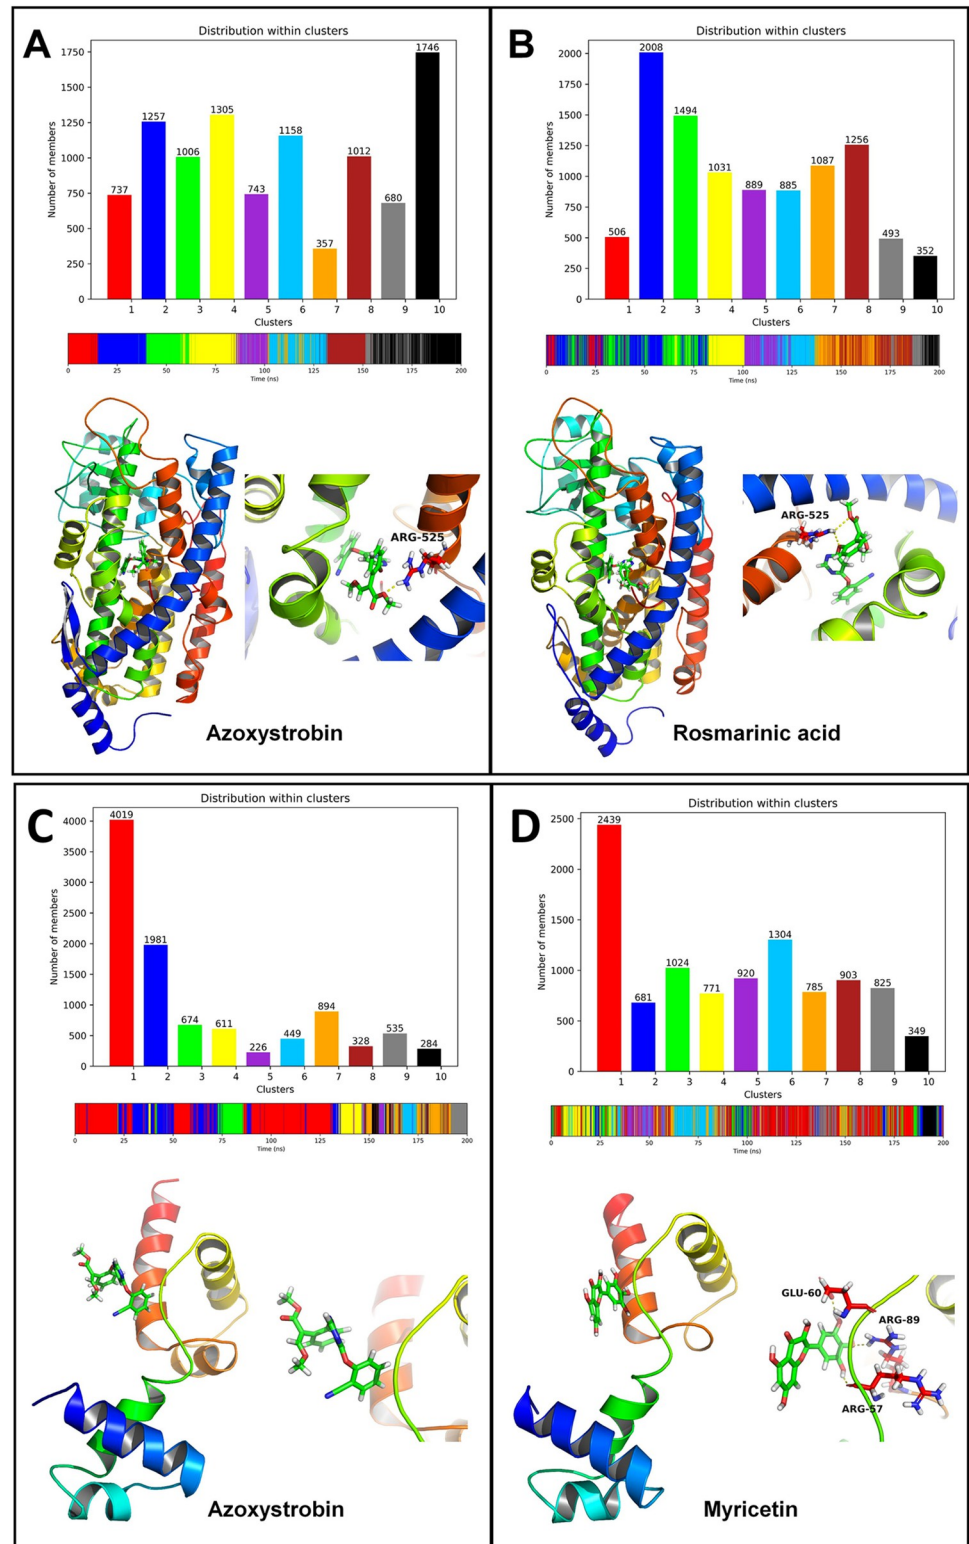 A
Distribution within clusters
Number of members
1750
1500
1250
1000
750
500
250
0
737
1257
1006
1305
743
1158
357
1012
680
1746
1 2 3 4 5 6 7 8 9 10
Clusters
0 25 50 75 100 125 150 175 200
Time (ns)
ARG-525
Azoxystrobin
B
Distribution within clusters
Number of members
2000
1750
1500
1250
1000
750
500
250
0
506
2008
1494
1031
889
885
1087
1256
493
352
1 2 3 4 5 6 7 8 9 10
Clusters
0 25 50 75 100 125 150 175 200
Time (ns)
ARG-525
Rosmarinic acid
C
Distribution within clusters
Number of members
4000
3500
3000
2500
2000
1500
1000
500
0
4019
1981
674
611
226
449
894
328
535
284
1 2 3 4 5 6 7 8 9 10
Clusters
0 25 50 75 100 125 150 175 200
Time (ns)
Azoxystrobin
D
Distribution within clusters
Number of members
2500
2000
1500
1000
500
0
2439
681
1024
771
920
1304
785
903
825
349
1 2 3 4 5 6 7 8 9 10
Clusters
0 25 50 75 100 125 150 175 200
Time (ns)
GLU-60
ARG-89
ARG-57
Myricetin